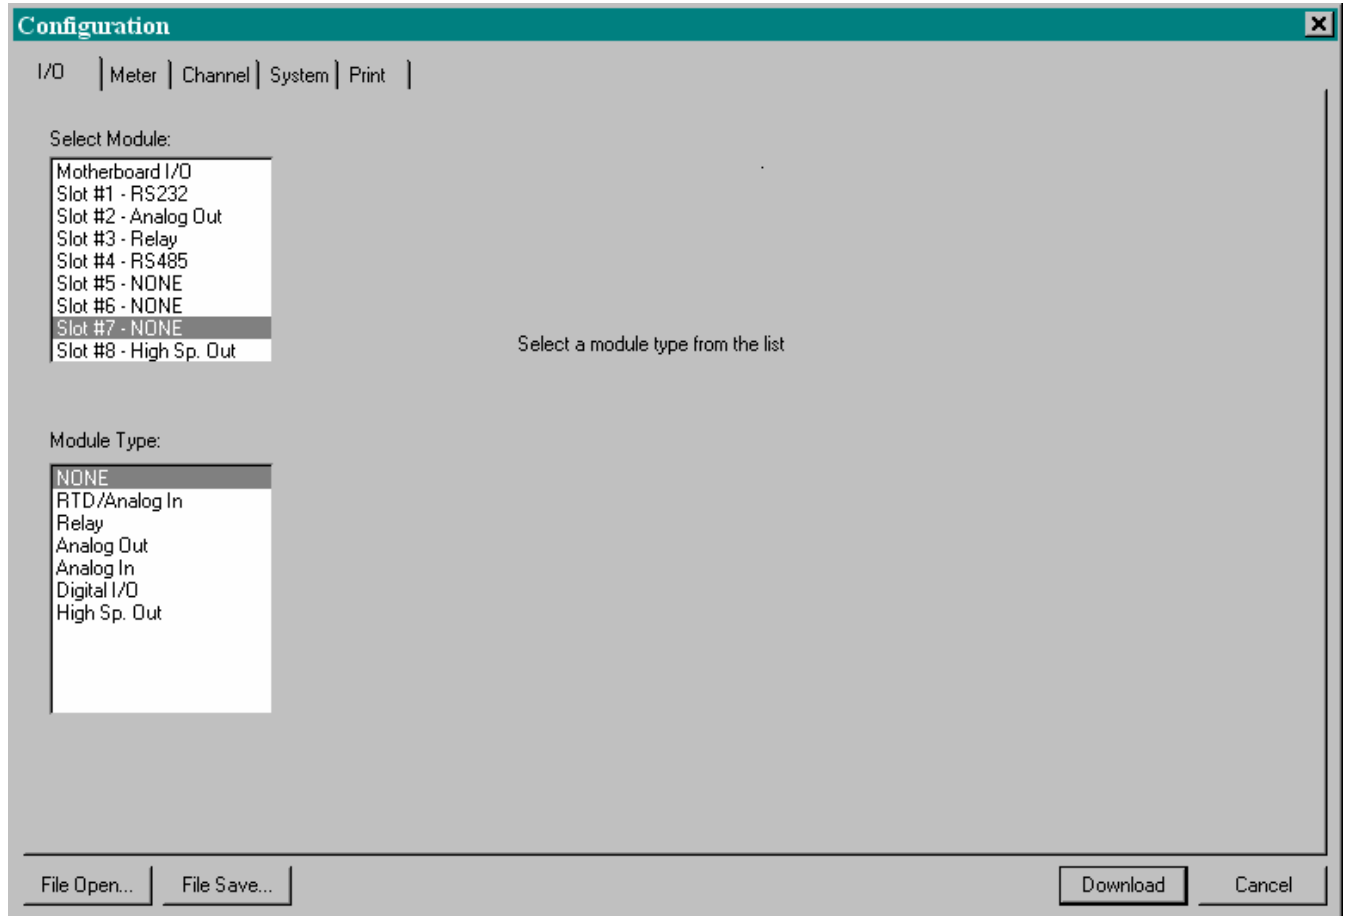 Configuration
I/O Meter Channel System Print
Select Module:
Motherboard I/O
Slot #1 - RS232
Slot #2 - Analog Out
Slot #3 - Relay
Slot #4 - RS485
Slot #5 - NONE
Slot #6 - NONE
Slot #7 - NONE
Slot #8 - High Sp. Out
Select a module type from the list
Module Type:
NONE
RTD/Analog In
Relay
Analog Out
Analog In
Digital I/O
High Sp. Out
File Open... File Save... Download Cancel